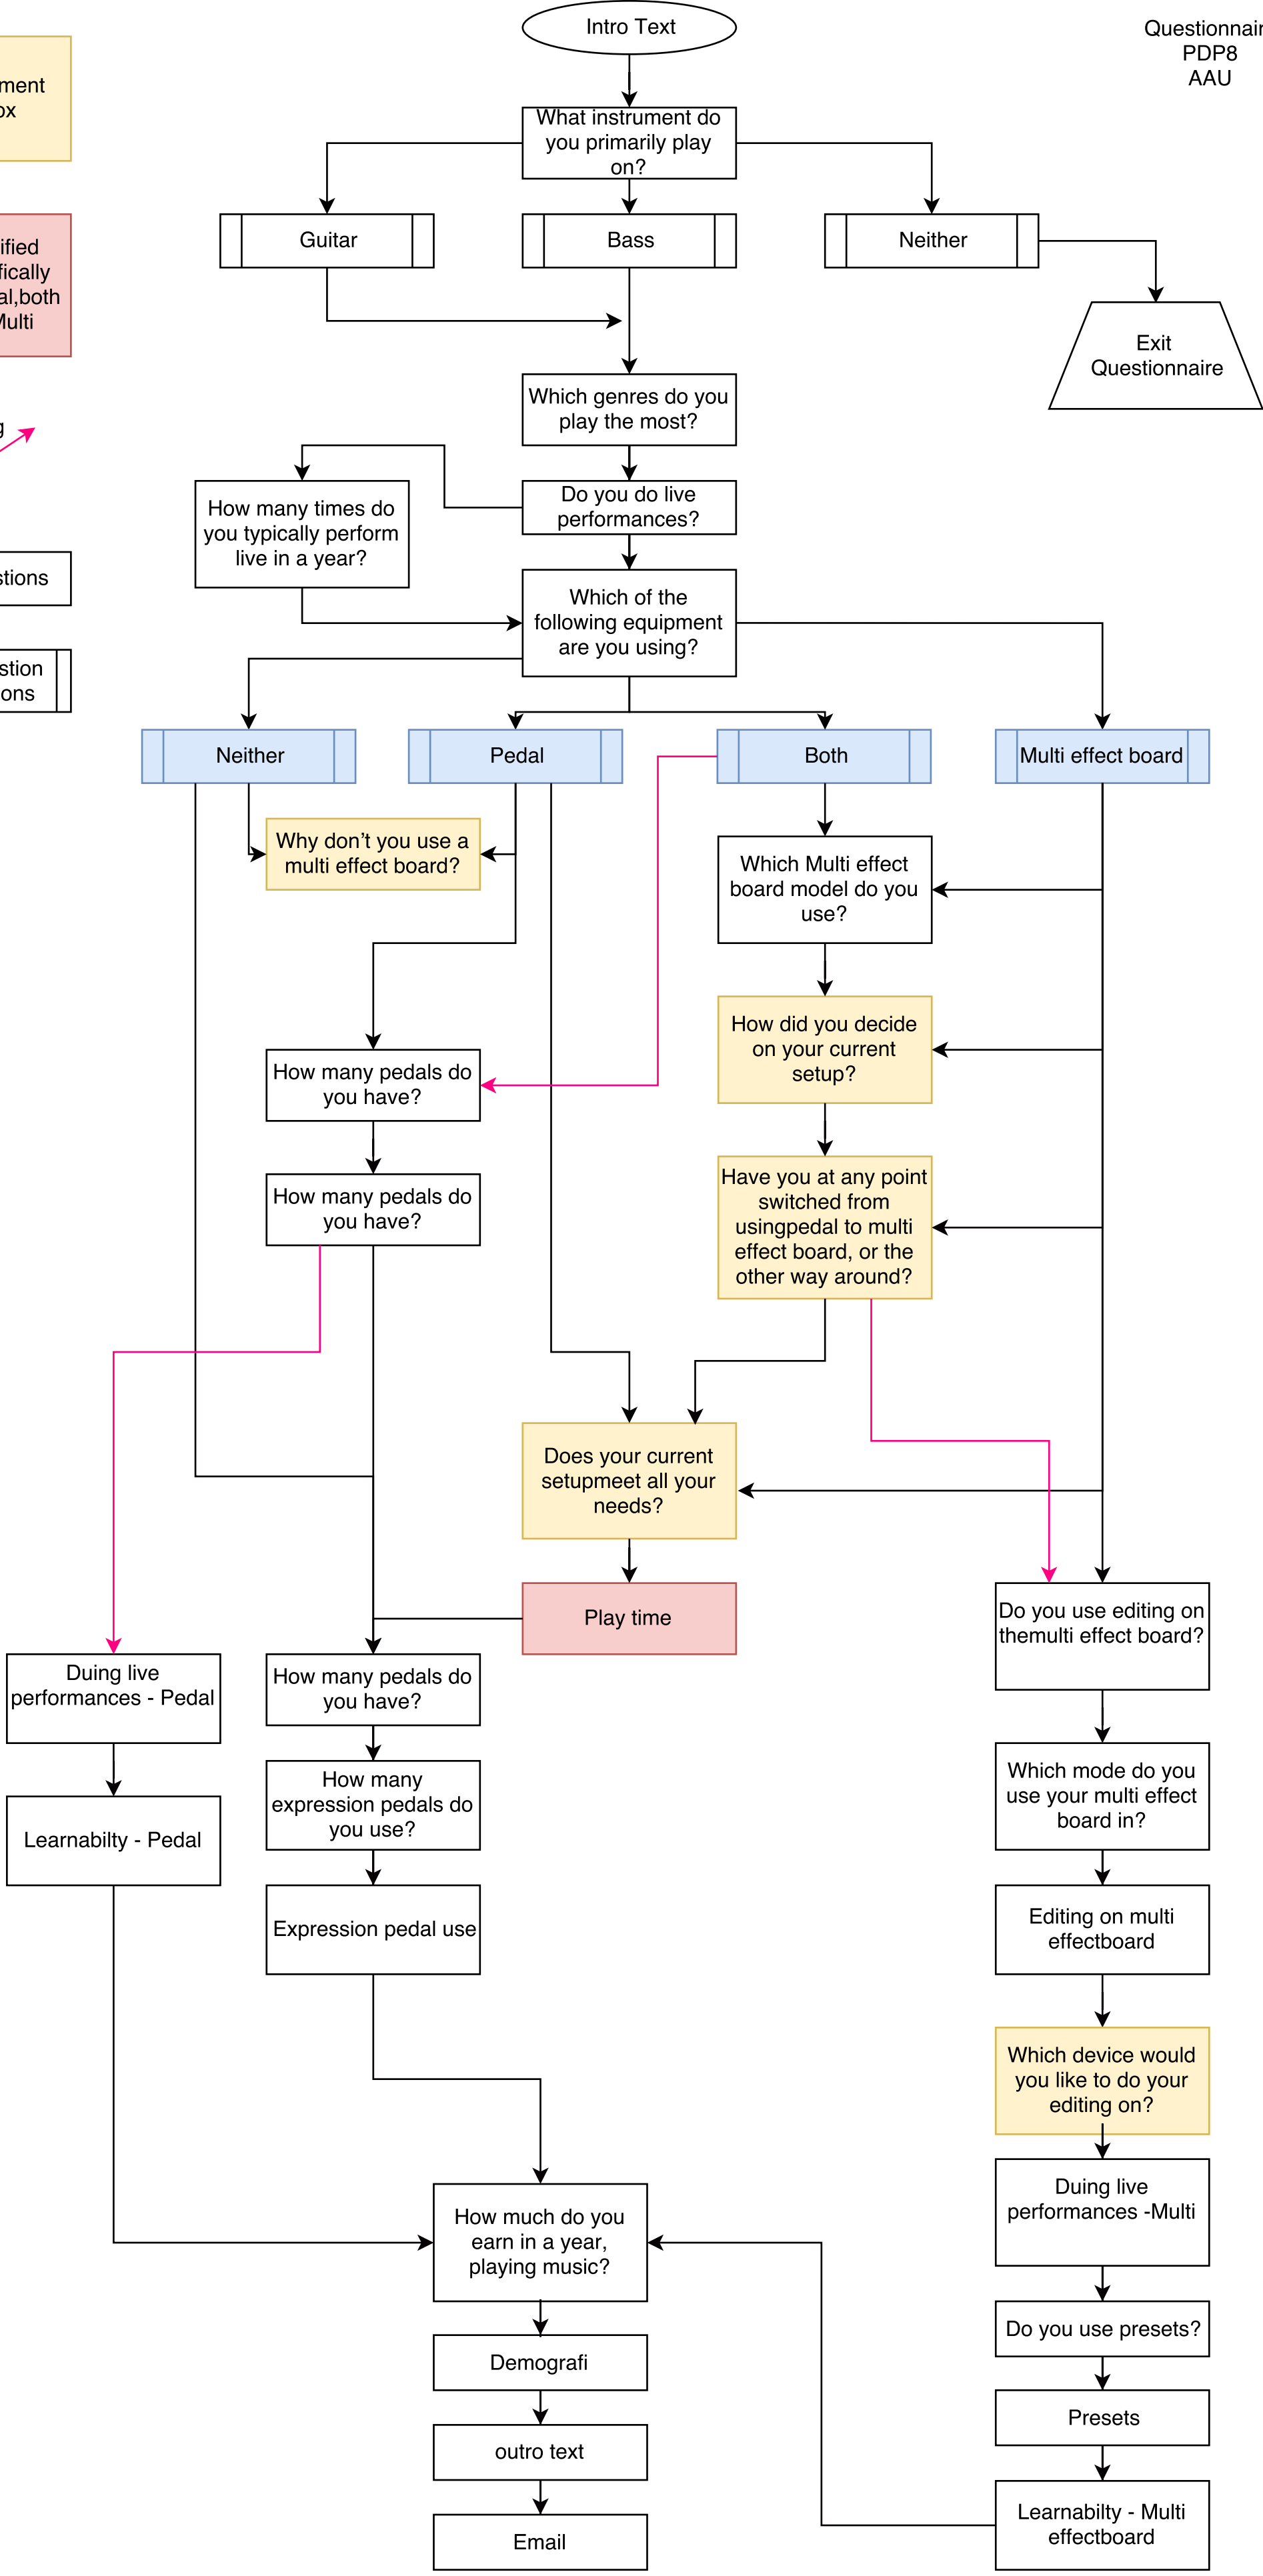 Intro Text
Questionnair
PDP8
AAU
ment
ox
What instrument do
you primarily play
on?
Guitar
Bass
Neither
ified
fically
al,both
Multi
Exit
Questionnaire
Which genres do you
play the most?
g
Do you do live
performances?
How many times do
you typically perform
live in a year?
stions
Which of the
following equipment
are you using?
stion
ons
Neither
Pedal
Both
Multi effect board
Why don't you use a
multi effect board?
Which Multi effect
board model do you
use?
How did you decide
on your current
setup?
How many pedals do
you have?
How many pedals do
you have?
Have you at any point
switched from
usingpedal to multi
effect board, or the
other way around?
Does your current
setupmeet all your
needs?
Play time
Do you use editing on
themulti effect board?
Duing live
performances - Pedal
How many pedals do
you have?
How many
expression pedals do
you use?
Which mode do you
use your multi effect
board in?
Learnabilty - Pedal
Expression pedal use
Editing on multi
effectboard
Which device would
you like to do your
editing on?
Duing live
performances -Multi
How much do you
earn in a year,
playing music?
Do you use presets?
Demografi
Presets
outro text
Learnabilty - Multi
effectboard
Email